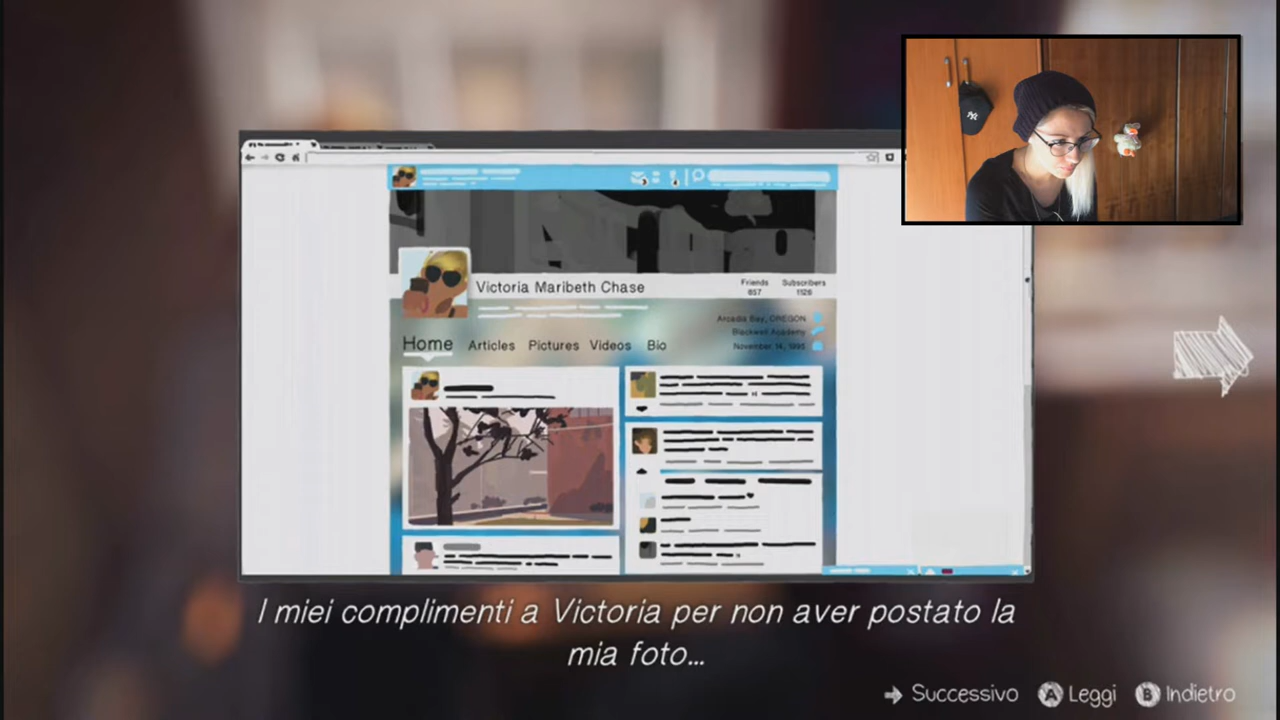 Victoria Maribeth Chase
Friends
657
Subscribers
1126
Arcadia Bay, OREGON
Blackwell Academy
November 14, 1995
Home Articles Pictures Videos Bio
I miei complimenti a Victoria per non aver postato la
mia foto...
Successivo A Leggi B Indietro